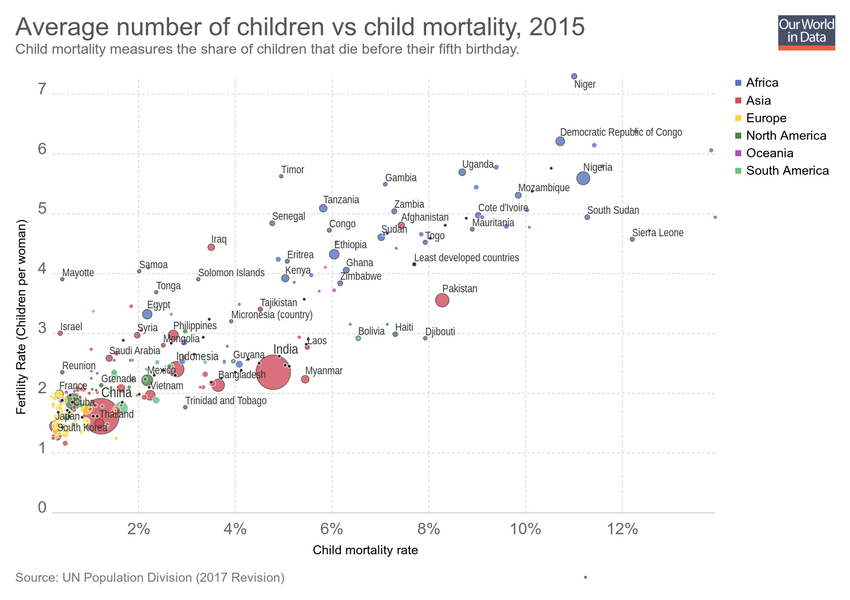 Average number of children vs child mortality, 2015
Child mortality measures the share of children that die before their fifth birthday.
Our World
in Data
7
6
5
4
3
2
1
0
Fertility Rate (Children per woman)
Niger
Democratic Republic of Congo
Timor
Gambia
Uganda
Nigeria
Mozambique
Tanzania
Zambia
Cote d'Ivoire
South Sudan
Senegal
Congo
Afghanistan
Mauritania
Sudan
Togo
Sierra Leone
Iraq
Ethiopia
Eritrea
Least developed countries
Samoa
Ghana
Mayotte
Solomon Islands
Kenya
Zimbabwe
Tonga
Pakistan
Egypt
Tajikistan
Micronesia (country)
Israel
Syria
Philippines
Bolivia
Haiti
Djibouti
Mongolia
Laos
Saudi Arabia
Indonesia
Guyana
India
Reunion
Mexico
Bangladesh
Myanmar
Grenada
France
Vietnam
China
Cuba
Trinidad and Tobago
Japan
Thailand
South Korea
2%
4%
6%
8%
10%
12%
Child mortality rate
Africa
Asia
Europe
North America
Oceania
South America
Source: UN Population Division (2017 Revision)